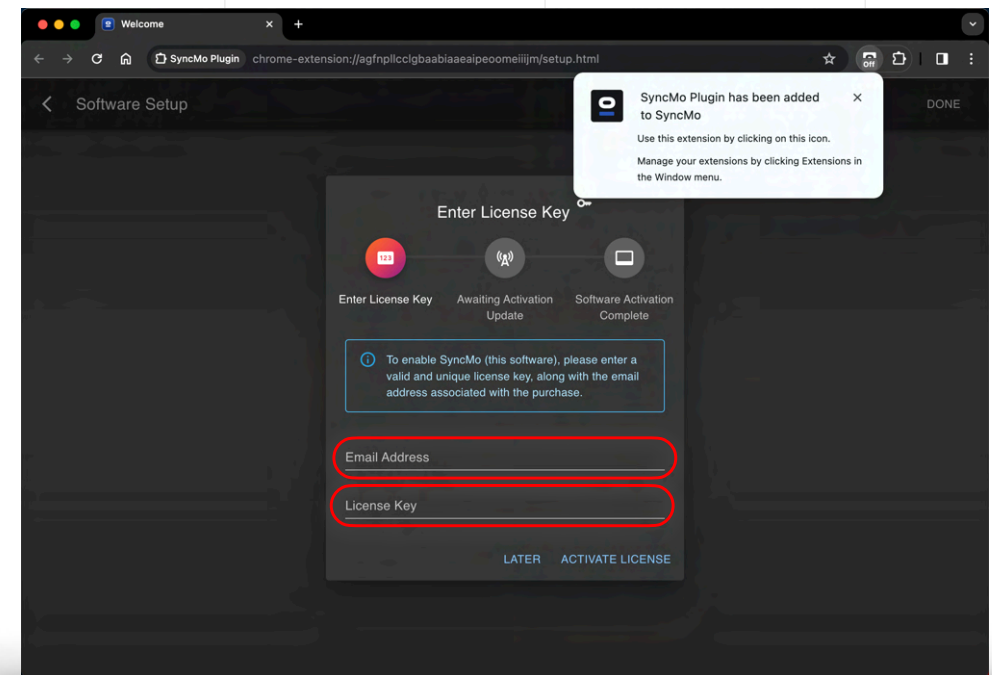 Welcome
SyncMo Plugin
chrome-extension://agfnpllcclgbaabiaaeaipeoomeiiijm/setup.html
Off
Software Setup
DONE
SyncMo Plugin has been added
to SyncMo
Use this extension by clicking on this icon.
Manage your extensions by clicking Extensions in
the Window menu.
Enter License Key
123
Enter License Key
Awaiting Activation
Update
Software Activation
Complete
To enable SyncMo (this software), please enter a
valid and unique license key, along with the email
address associated with the purchase.
Email Address
License Key
LATER
ACTIVATE LICENSE